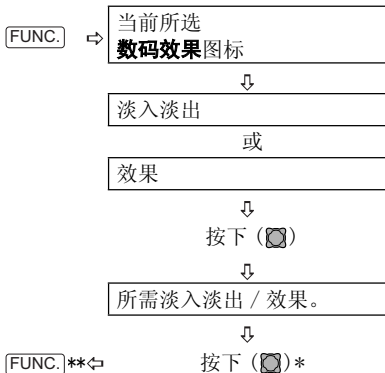 FUNC. ⇨ 当前所选
数码效果图标
⇩
淡入淡出
或
效果
⇩
按下 ()
⇩
所需淡入淡出 / 效果。
⇩
FUNC. **⇦ 按下 ()*